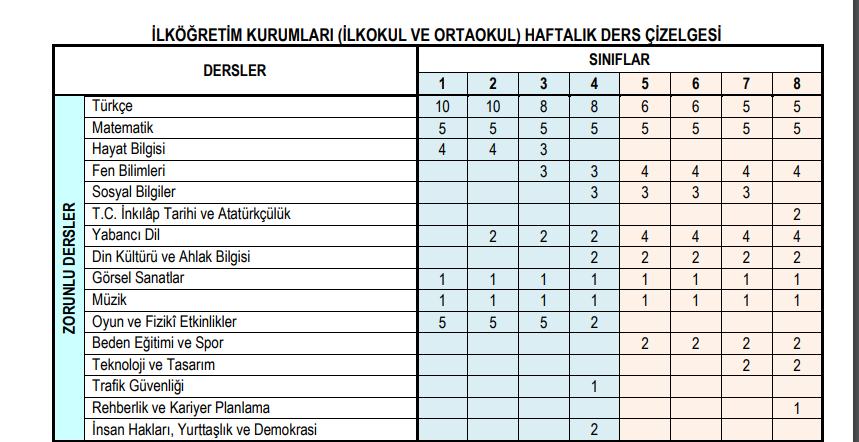 İLKÖĞRETİM KURUMLARI (İLKOKUL VE ORTAOKUL) HAFTALIK DERS ÇİZELGESİ
DERSLER SINIFLAR
1 2 3 4 5 6 7 8
ZORUNLU DERSLER
Türkçe 10 10 8 8 6 6 5 5
Matematik 5 5 5 5 5 5 5 5
Hayat Bilgisi 4 4 3
Fen Bilimleri 3 3 4 4 4 4
Sosyal Bilgiler 3 3 3 3
T.C. İnkılâp Tarihi ve Atatürkçülük 2
Yabancı Dil 2 2 2 4 4 4 4
Din Kültürü ve Ahlak Bilgisi 2 2 2 2 2
Görsel Sanatlar 1 1 1 1 1 1 1 1
Müzik 1 1 1 1 1 1 1 1
Oyun ve Fizikî Etkinlikler 5 5 5 2
Beden Eğitimi ve Spor 2 2 2 2
Teknoloji ve Tasarım 2 2
Trafik Güvenliği 1
Rehberlik ve Kariyer Planlama 1
İnsan Hakları, Yurttaşlık ve Demokrasi 2